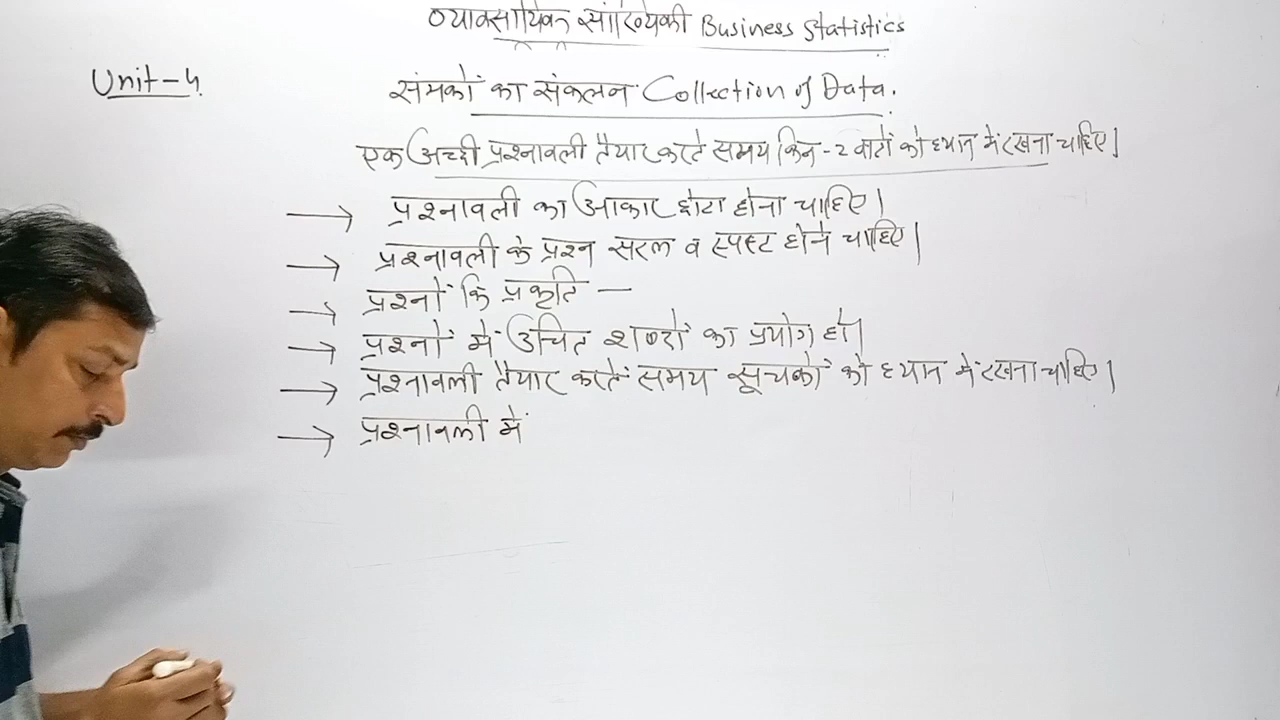 व्यावसायिक सांख्यिकी Business Statistics
Unit-4
समंकों का संकलन Collection of Data.
एक अच्छी प्रश्नावली तैयार करते समय किन-2 बातों को ध्यान में रखना चाहिए।
→ प्रश्नावली का आकार छोटा होना चाहिए।
→ प्रश्नावली के प्रश्न सरल व स्पष्ट होने चाहिए।
→ प्रश्नों कि प्रकृति —
→ प्रश्नों में उचित शब्दों का प्रयोग हो।
→ प्रश्नावली तैयार करते समय सूचकों को ध्यान में रखना चाहिए।
→ प्रश्नावली में